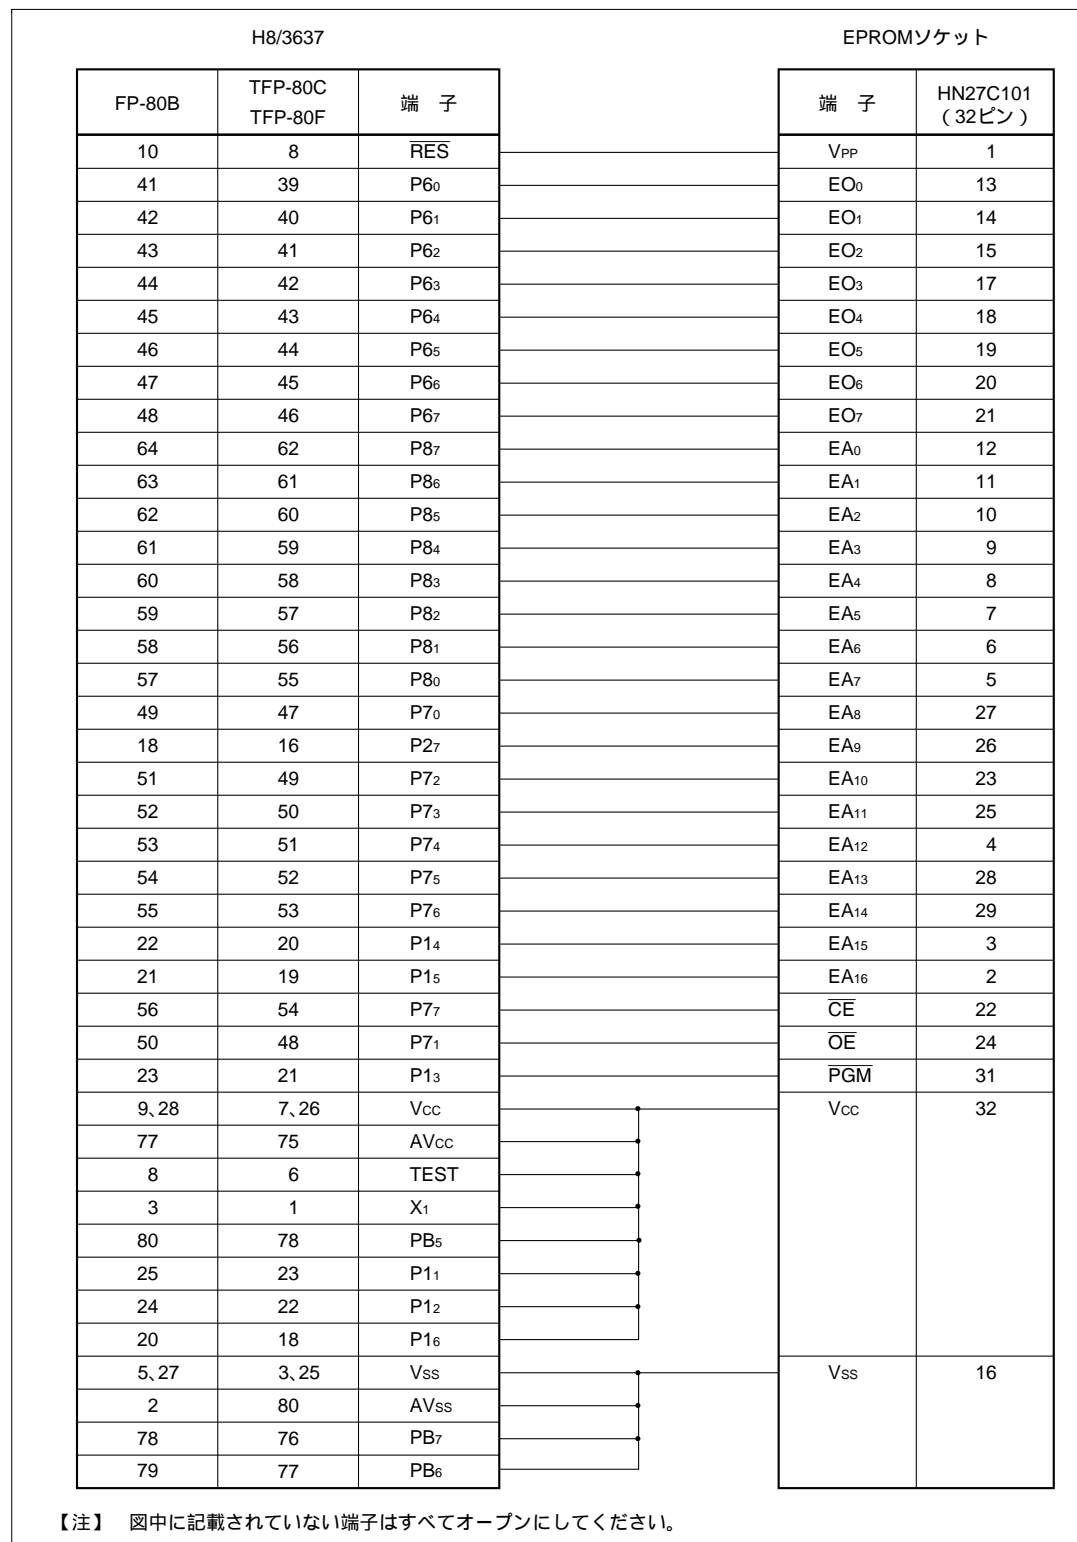 H8/3637 EPROMソケット
FP-80B TFP-80C TFP-80F 端 子 端 子 HN27C101 (32ピン)
10 8 R̅E̅S̅ VPP 1
41 39 P60 EO0 13
42 40 P61 EO1 14
43 41 P62 EO2 15
44 42 P63 EO3 17
45 43 P64 EO4 18
46 44 P65 EO5 19
47 45 P66 EO6 20
48 46 P67 EO7 21
64 62 P87 EA0 12
63 61 P86 EA1 11
62 60 P85 EA2 10
61 59 P84 EA3 9
60 58 P83 EA4 8
59 57 P82 EA5 7
58 56 P81 EA6 6
57 55 P80 EA7 5
49 47 P70 EA8 27
18 16 P27 EA9 26
51 49 P72 EA10 23
52 50 P73 EA11 25
53 51 P74 EA12 4
54 52 P75 EA13 28
55 53 P76 EA14 29
22 20 P14 EA15 3
21 19 P15 EA16 2
56 54 P77 C̅E̅ 22
50 48 P71 O̅E̅ 24
23 21 P13 P̅G̅M̅ 31
9、28 7、26 VCC VCC 32
77 75 AVCC
8 6 TEST
3 1 X1
80 78 PB5
25 23 P11
24 22 P12
20 18 P16
5、27 3、25 VSS VSS 16
2 80 AVSS
78 76 PB7
79 77 PB6
【注】 図中に記載されていない端子はすべてオープンにしてください。